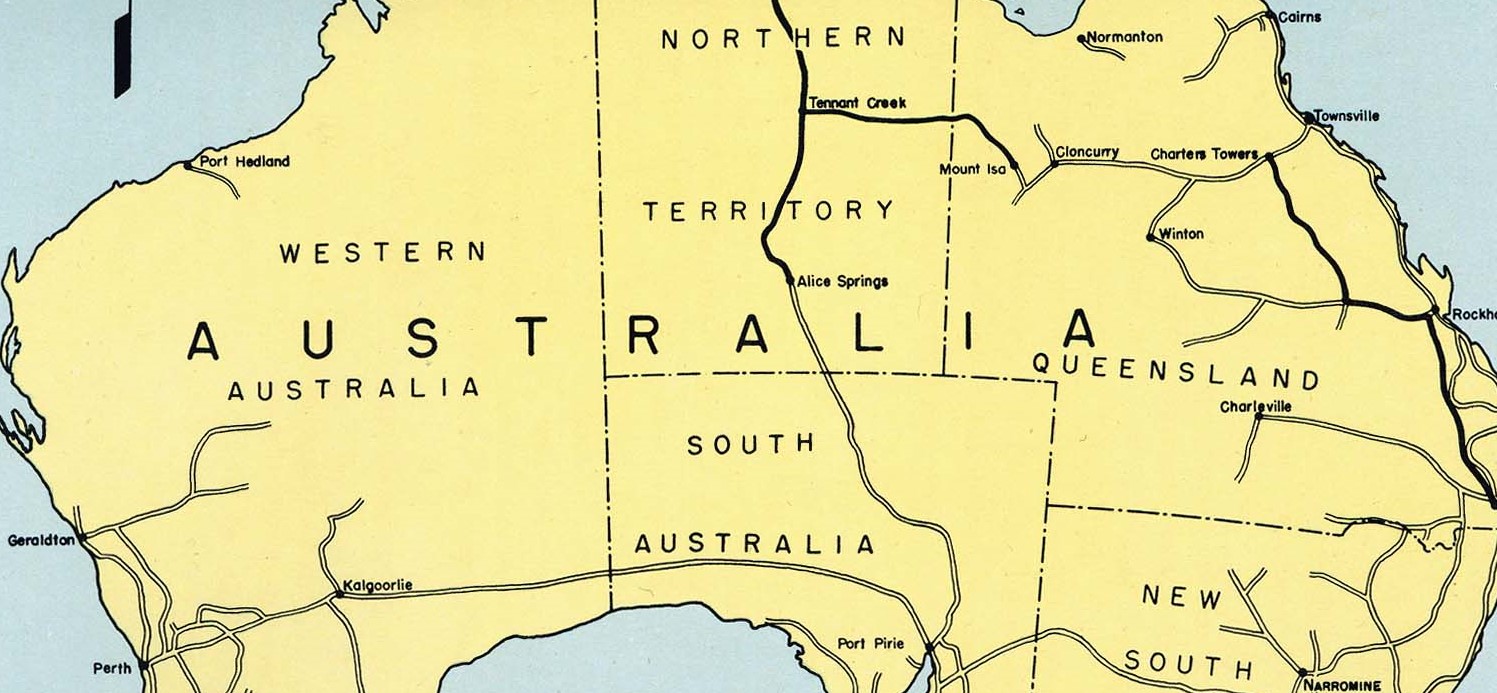 Cairns
NORTHERN
Normanton
Tennant Creek
Townsville
Port Hedland
Cloncurry
Charters Towers
Mount Isa
TERRITORY
Winton
WESTERN
Alice Springs
AUSTRALIA
Rockh
QUEENSLAND
AUSTRALIA
Charleville
SOUTH
Geraldton
AUSTRALIA
Kalgoorlie
NEW
Port Pirie
Perth
SOUTH
NARROMINE